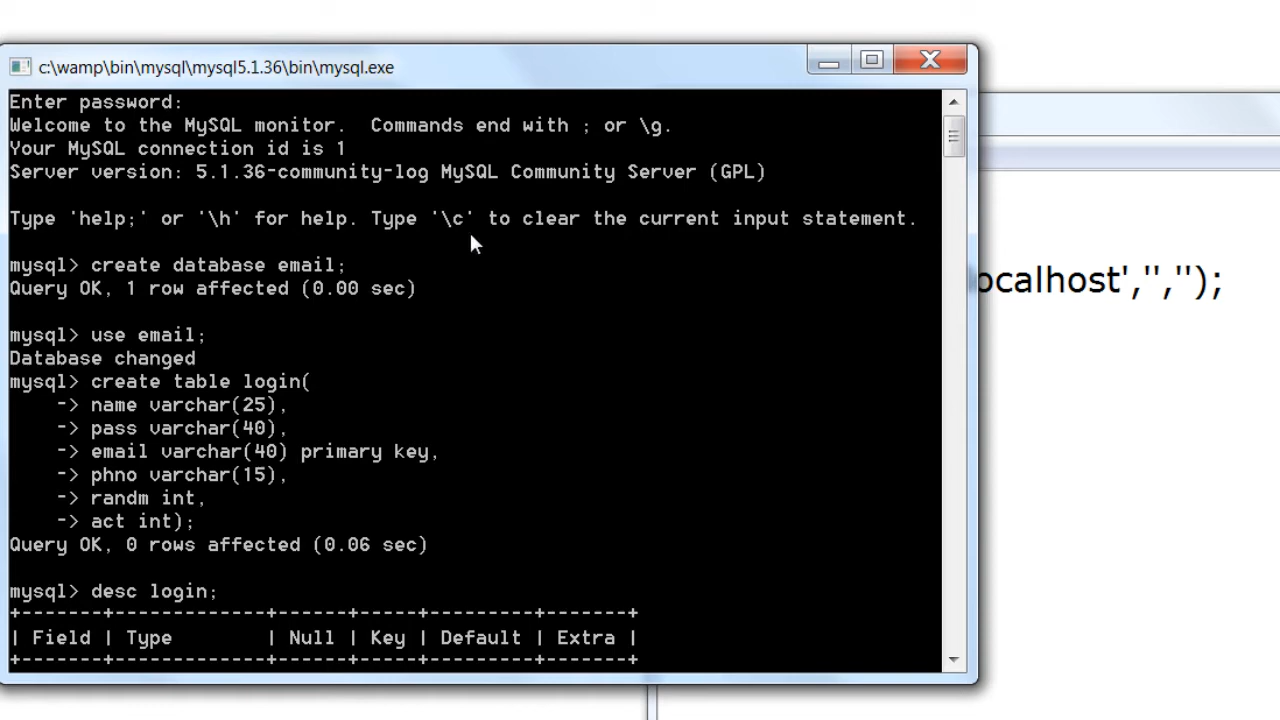 c:\wamp\bin\mysql\mysql5.1.36\bin\mysql.exe
Enter password:
Welcome to the MySQL monitor.  Commands end with ; or \g.
Your MySQL connection id is 1
Server version: 5.1.36-community-log MySQL Community Server (GPL)
Type 'help;' or '\h' for help. Type '\c' to clear the current input statement.
mysql> create database email;
ocalhost','','');
Query OK, 1 row affected (0.00 sec)
mysql> use email;
Database changed
mysql> create table login(
    -> name varchar(25),
    -> pass varchar(40),
    -> email varchar(40) primary key,
    -> phno varchar(15),
    -> randm int,
    -> act int);
Query OK, 0 rows affected (0.06 sec)
mysql> desc login;
+-------+-------------+------+-----+---------+-------+
| Field | Type        | Null | Key | Default | Extra |
+-------+-------------+------+-----+---------+-------+